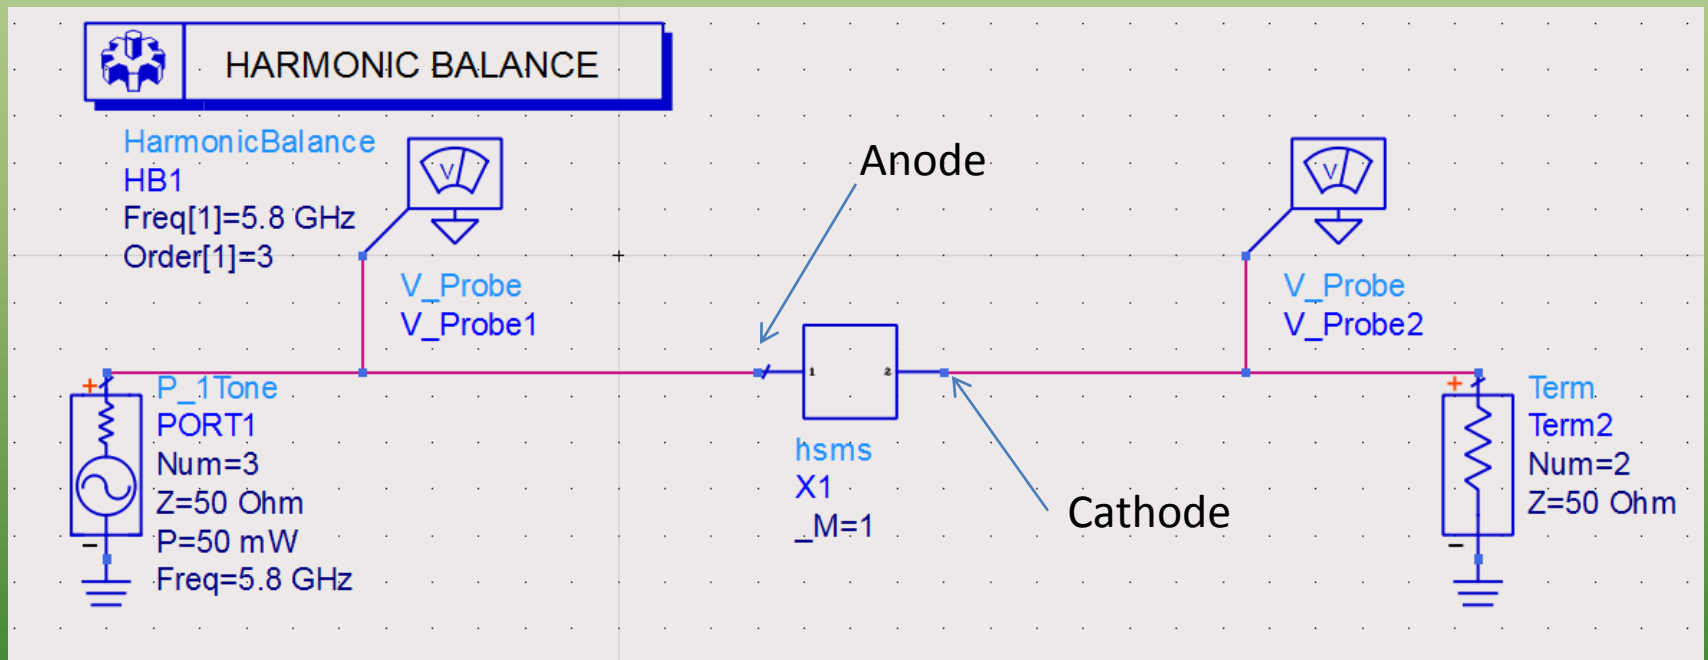 HARMONIC BALANCE
HarmonicBalance
HB1
Freq[1]=5.8 GHz
Order[1]=3
V
V_Probe
V_Probe1
Anode
V
V_Probe
V_Probe2
+
P_1Tone
PORT1
Num=3
Z=50 Ohm
P=50 mW
Freq=5.8 GHz
−
1 2
hsms
X1
_M=1
Cathode
+
Term
Term2
Num=2
Z=50 Ohm
−